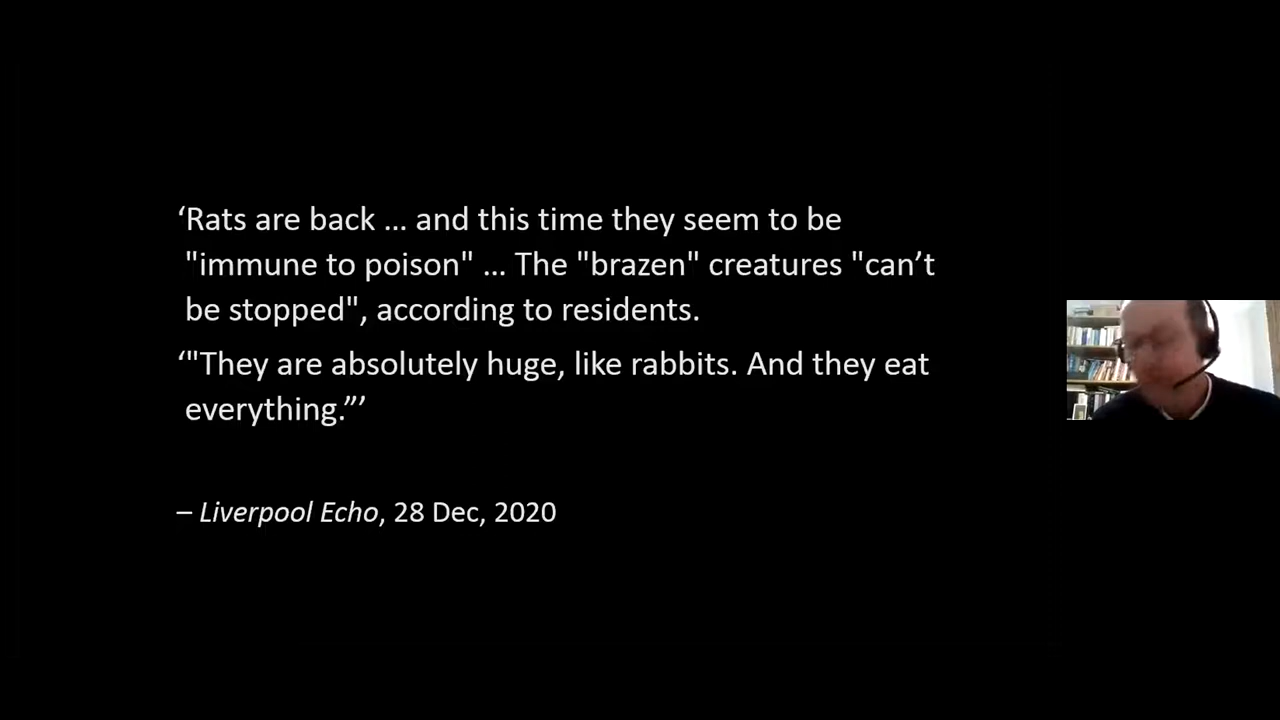 ‘Rats are back … and this time they seem to be
"immune to poison" … The "brazen" creatures "can’t
be stopped", according to residents.
‘"They are absolutely huge, like rabbits. And they eat
everything.”’
– Liverpool Echo, 28 Dec, 2020